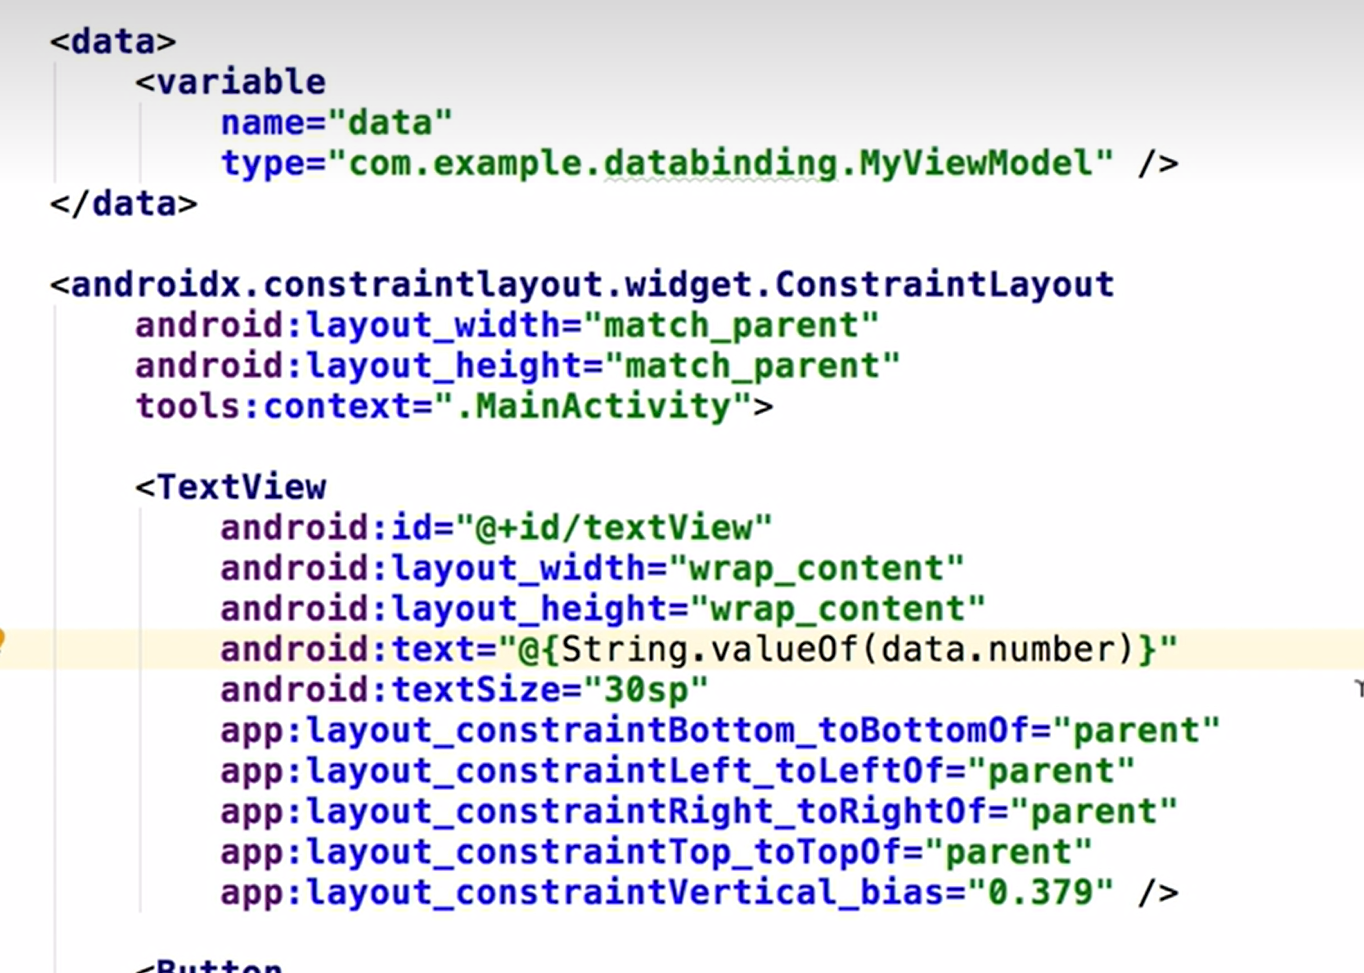 <data>
<variable
name="data"
type="com.example.databinding.MyViewModel" />
</data>
<androidx.constraintlayout.widget.ConstraintLayout
android:layout_width="match_parent"
android:layout_height="match_parent"
tools:context=".MainActivity">
<TextView
android:id="@+id/textView"
android:layout_width="wrap_content"
android:layout_height="wrap_content"
android:text="@{String.valueOf(data.number)}"
android:textSize="30sp"
app:layout_constraintBottom_toBottomOf="parent"
app:layout_constraintLeft_toLeftOf="parent"
app:layout_constraintRight_toRightOf="parent"
app:layout_constraintTop_toTopOf="parent"
app:layout_constraintVertical_bias="0.379" />
<Button